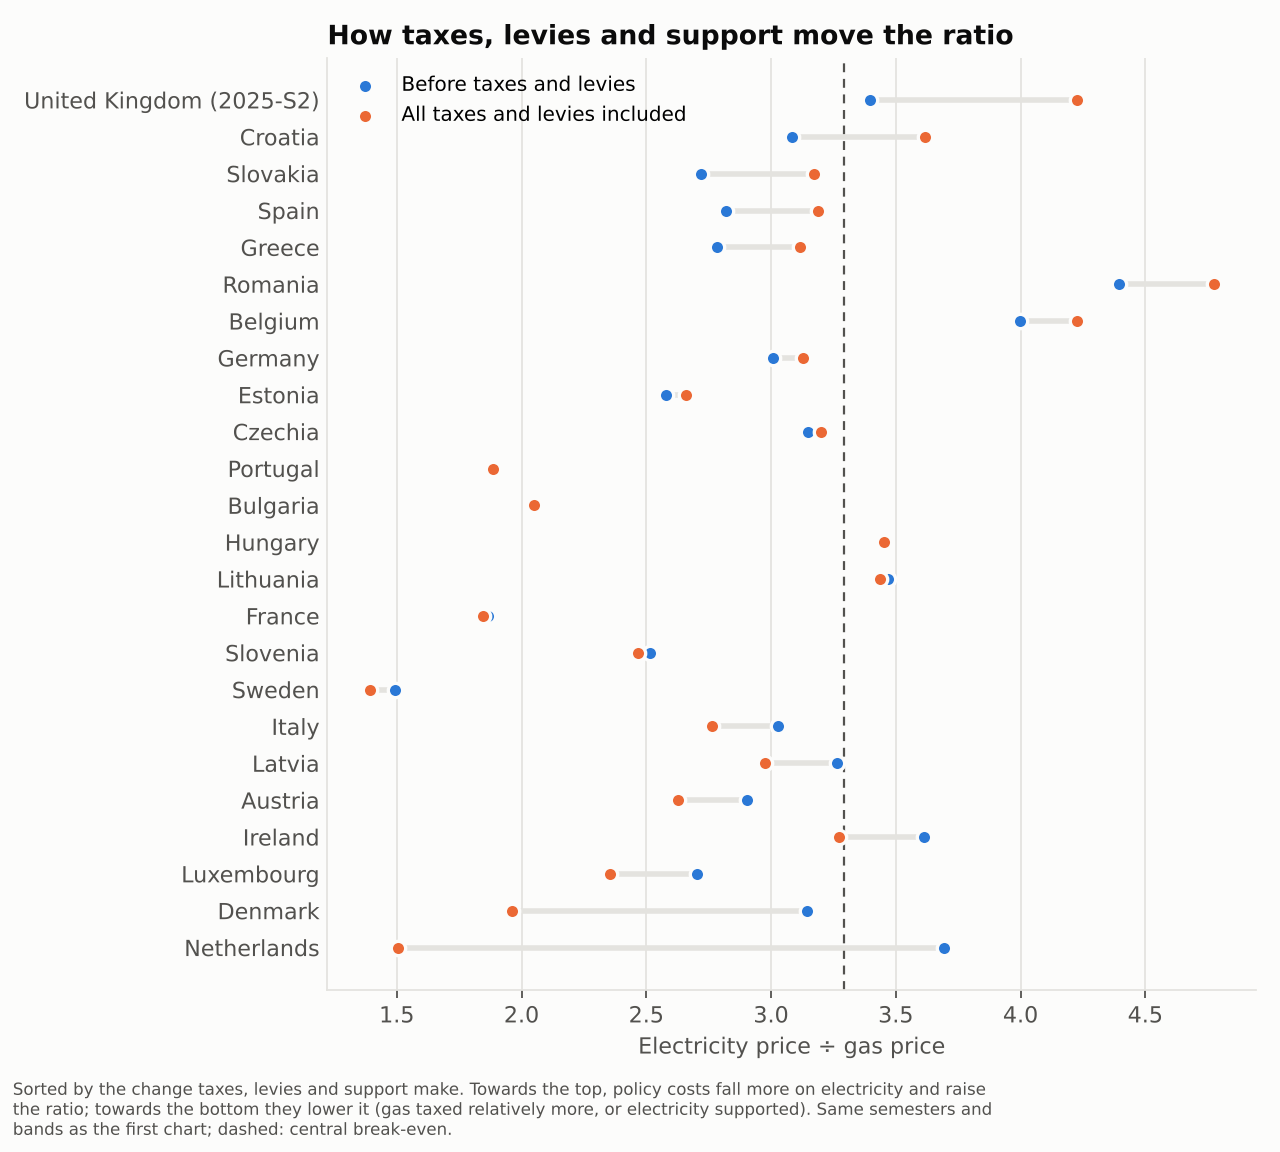 How taxes, levies and support move the ratio
Before taxes and levies
All taxes and levies included
United Kingdom (2025-S2)
Croatia
Slovakia
Spain
Greece
Romania
Belgium
Germany
Estonia
Czechia
Portugal
Bulgaria
Hungary
Lithuania
France
Slovenia
Sweden
Italy
Latvia
Austria
Ireland
Luxembourg
Denmark
Netherlands
1.5 2.0 2.5 3.0 3.5 4.0 4.5
Electricity price ÷ gas price
Sorted by the change taxes, levies and support make. Towards the top, policy costs fall more on electricity and raise
the ratio; towards the bottom they lower it (gas taxed relatively more, or electricity supported). Same semesters and
bands as the first chart; dashed: central break-even.